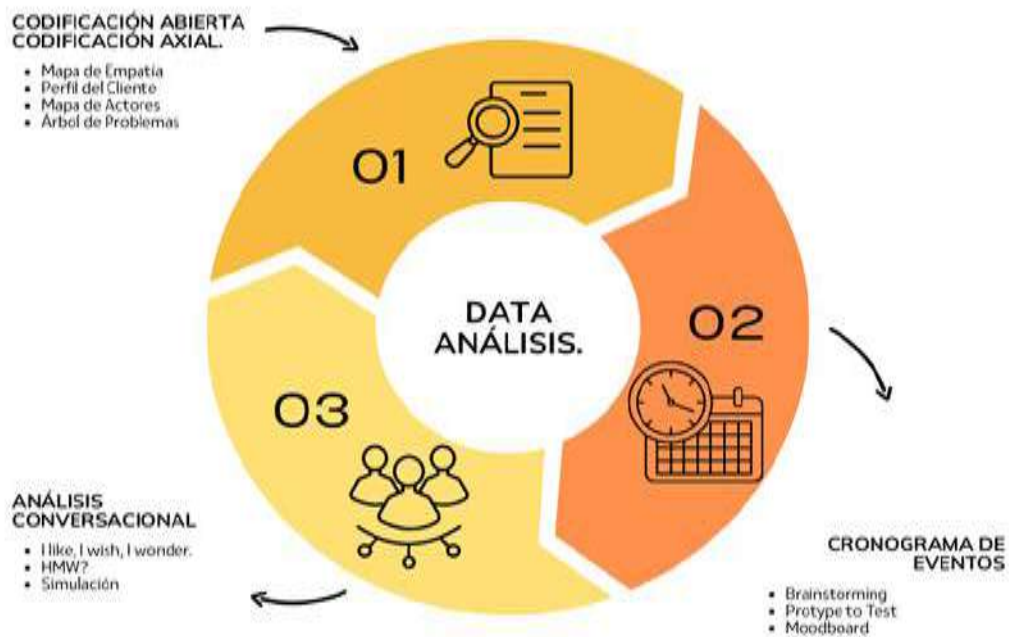 CODIFICACIÓN ABIERTA
CODIFICACIÓN AXIAL.
• Mapa de Empatía
• Perfil del Cliente
• Mapa de Actores
• Árbol de Problemas
01
DATA
ANÁLISIS.
02
03
ANÁLISIS
CONVERSACIONAL
• I like, I wish, I wonder.
• HMW?
• Simulación
CRONOGRAMA DE
EVENTOS
• Brainstorming
• Protype to Test
• Moodboard